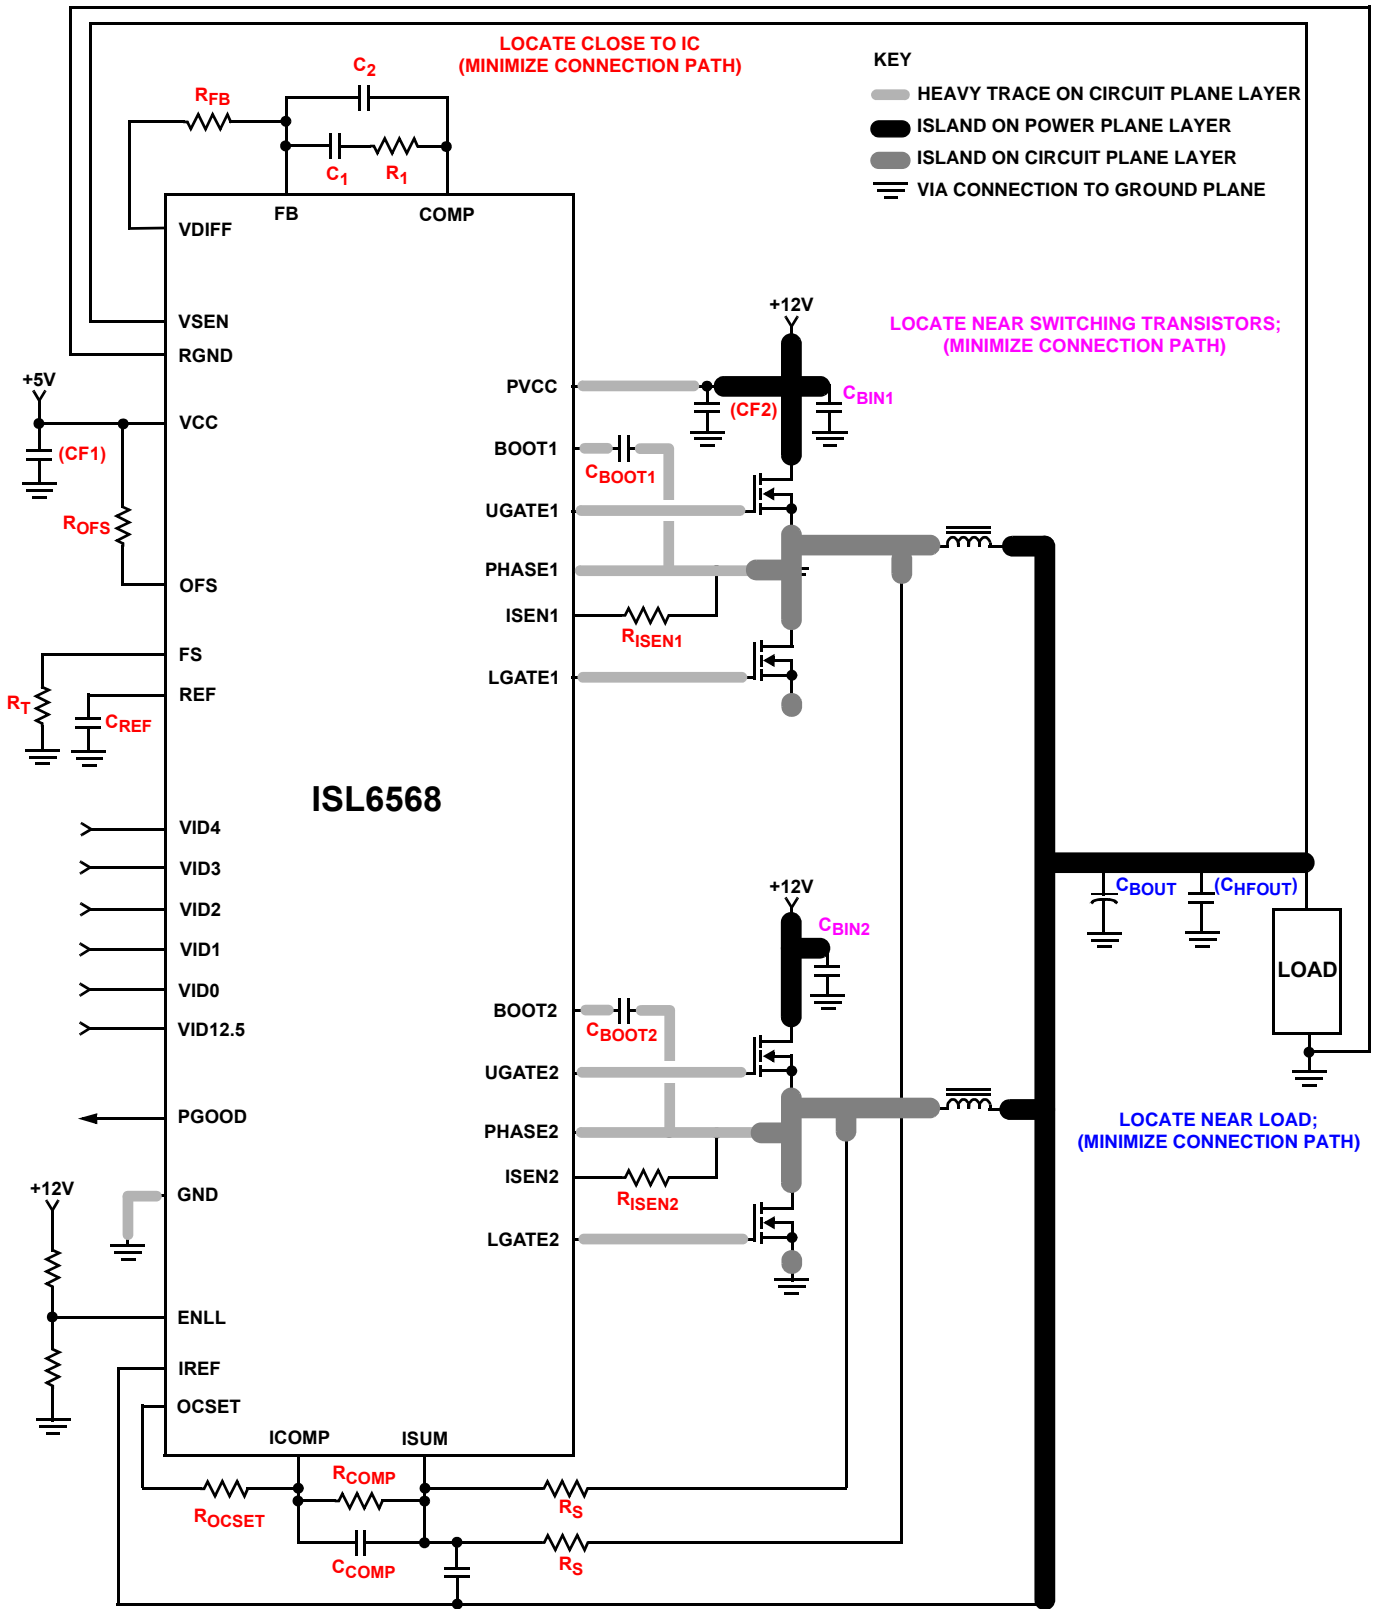 LOCATE CLOSE TO IC
(MINIMIZE CONNECTION PATH)
C2
RFB
C1
R1
KEY
HEAVY TRACE ON CIRCUIT PLANE LAYER
ISLAND ON POWER PLANE LAYER
ISLAND ON CIRCUIT PLANE LAYER
VIA CONNECTION TO GROUND PLANE
FB
COMP
VDIFF
VSEN
RGND
+5V
VCC
(CF1)
ROFS
OFS
FS
REF
RT
CREF
+12V
LOCATE NEAR SWITCHING TRANSISTORS;
(MINIMIZE CONNECTION PATH)
PVCC
(CF2)
CBIN1
BOOT1
CBOOT1
UGATE1
PHASE1
ISEN1
RISEN1
LGATE1
ISL6568
VID4
VID3
VID2
VID1
VID0
VID12.5
PGOOD
+12V
GND
ENLL
IREF
OCSET
+12V
CBIN2
CBOUT
(CHFOUT)
LOAD
BOOT2
CBOOT2
UGATE2
PHASE2
ISEN2
RISEN2
LGATE2
LOCATE NEAR LOAD;
(MINIMIZE CONNECTION PATH)
ICOMP
ISUM
RCOMP
ROCSET
RS
CCOMP
RS